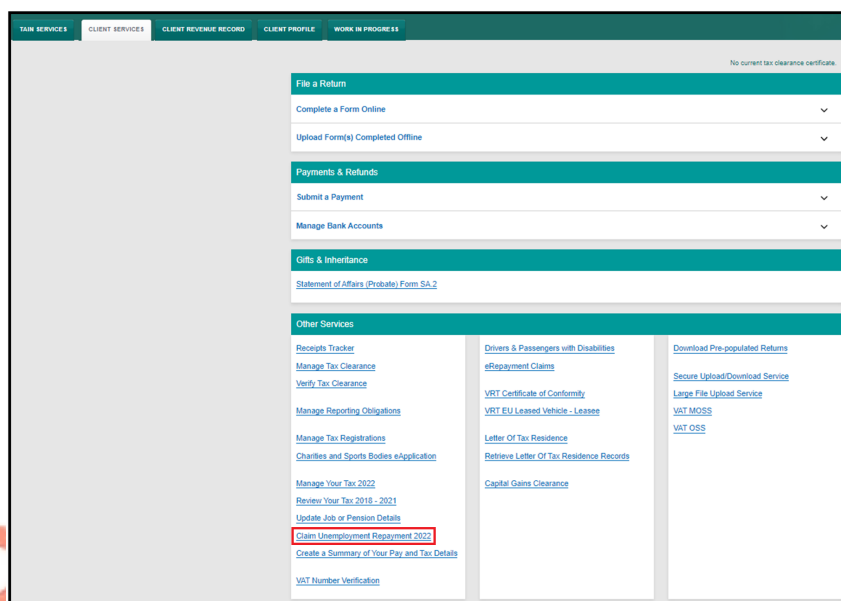 TAIN SERVICES CLIENT SERVICES CLIENT REVENUE RECORD CLIENT PROFILE WORK IN PROGRESS
No current tax clearance certificate.
File a Return
Complete a Form Online
Upload Form(s) Completed Offline
Payments & Refunds
Submit a Payment
Manage Bank Accounts
Gifts & Inheritance
Statement of Affairs (Probate) Form SA.2
Other Services
Receipts Tracker
Manage Tax Clearance
Verify Tax Clearance
Manage Reporting Obligations
Manage Tax Registrations
Charities and Sports Bodies eApplication
Manage Your Tax 2022
Review Your Tax 2018 - 2021
Update Job or Pension Details
Claim Unemployment Repayment 2022
Create a Summary of Your Pay and Tax Details
VAT Number Verification
Drivers & Passengers with Disabilities
eRepayment Claims
VRT Certificate of Conformity
VRT EU Leased Vehicle - Leasee
Letter Of Tax Residence
Retrieve Letter Of Tax Residence Records
Capital Gains Clearance
Download Pre-populated Returns
Secure Upload/Download Service
Large File Upload Service
VAT MOSS
VAT OSS